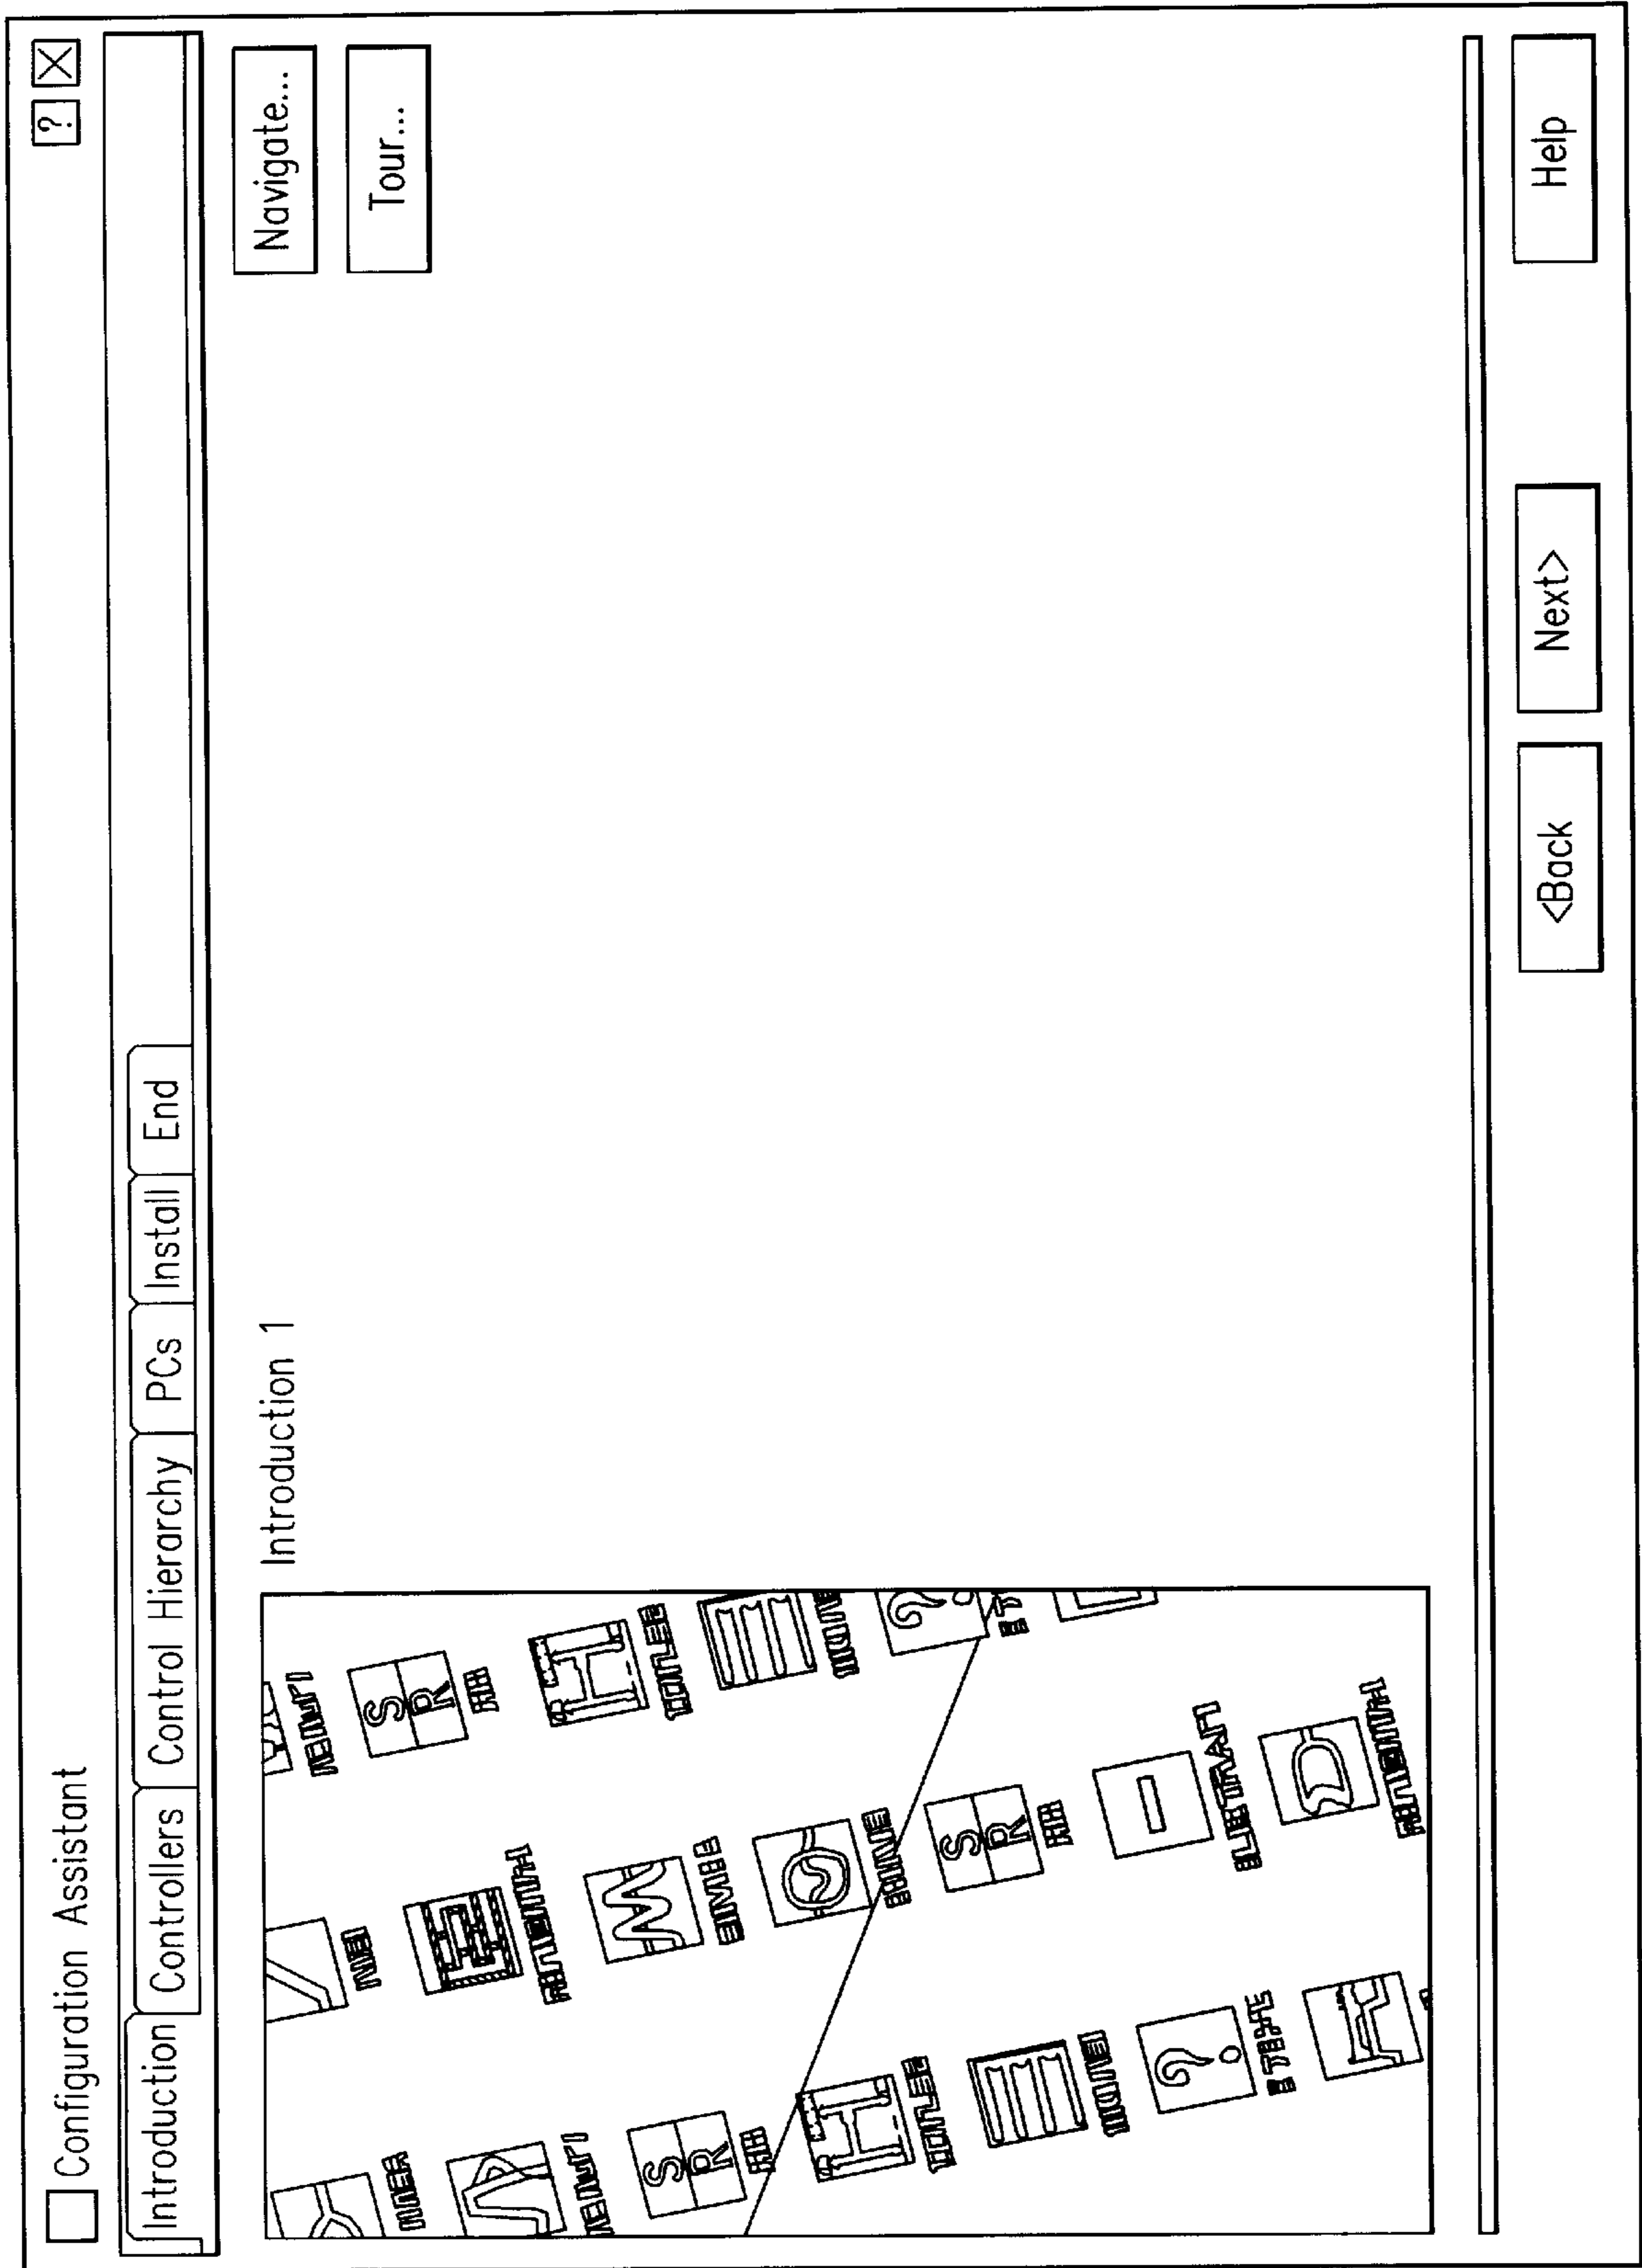 Configuration Assistant ? X
Introduction Controllers Control Hierarchy PCs Install End
Introduction 1
Navigate...
Tour...
S
R
S
R
S
R
?
?
<Back Next> Help